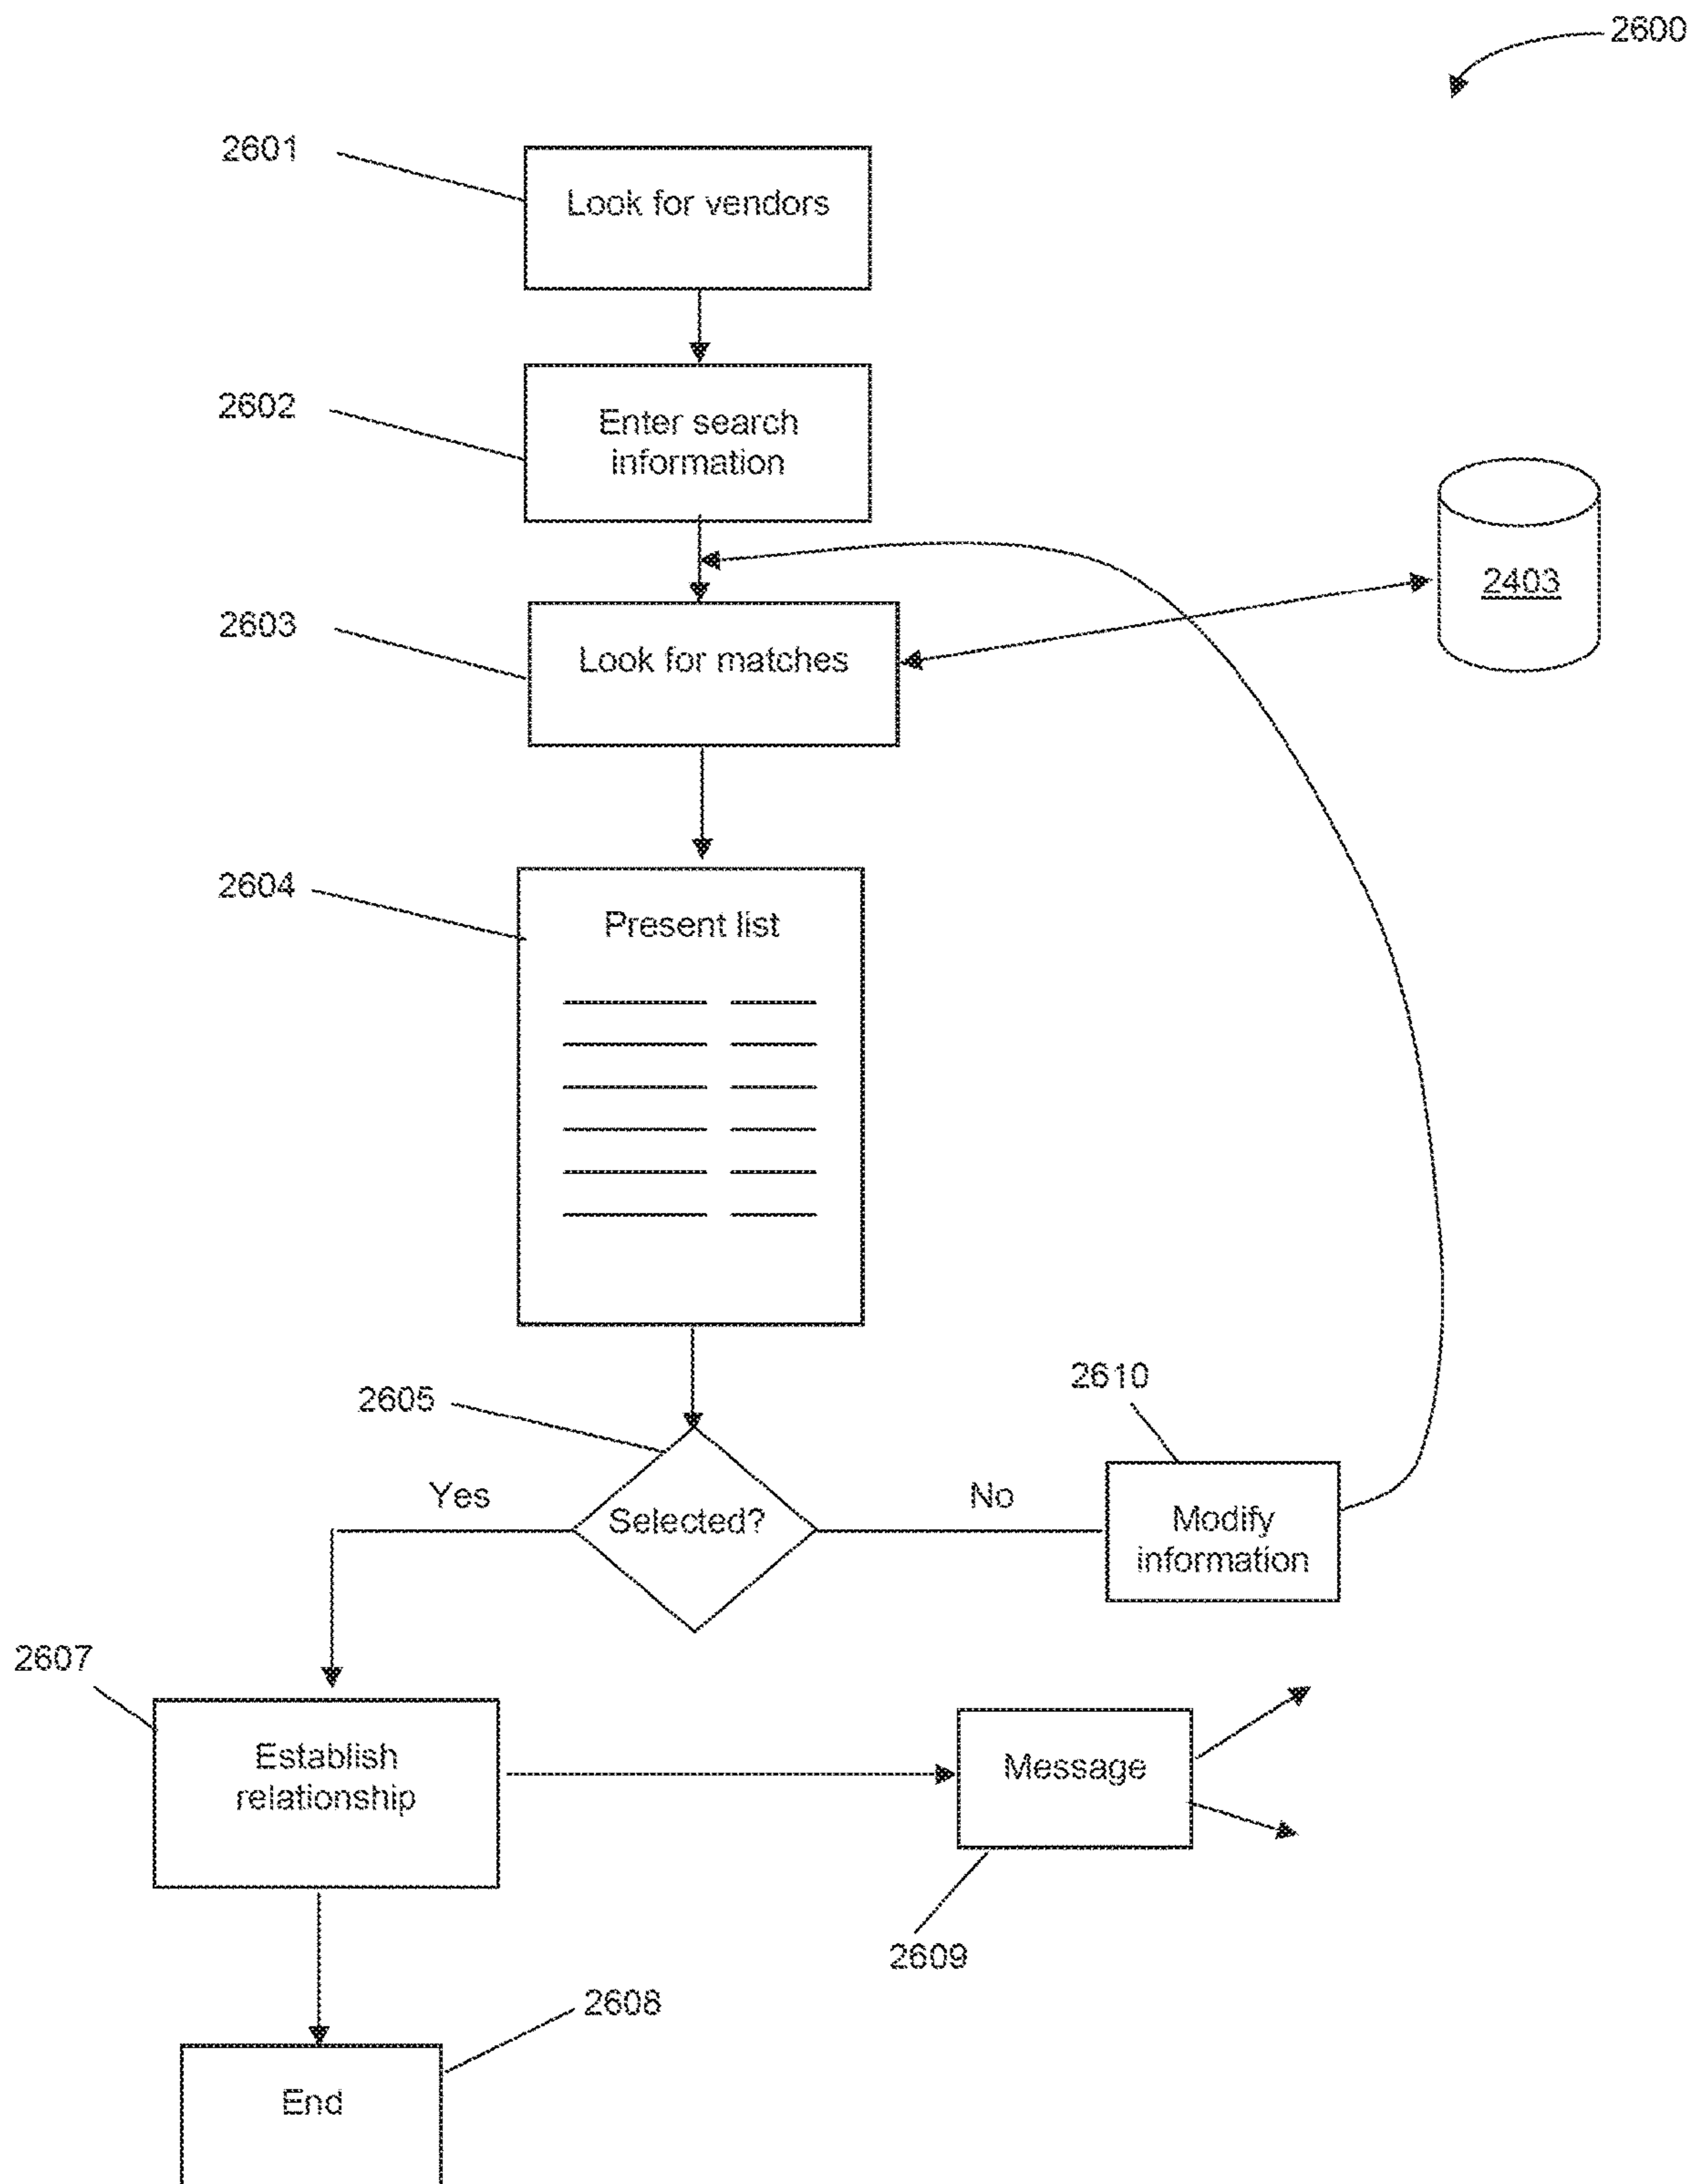 2600
2601
Look for vendors
2602
Enter search
information
2403
2603
Look for matches
2604
Present list
2605
2610
Yes
Selected?
No
Modify
information
2607
Establish
relationship
Message
2609
2608
End